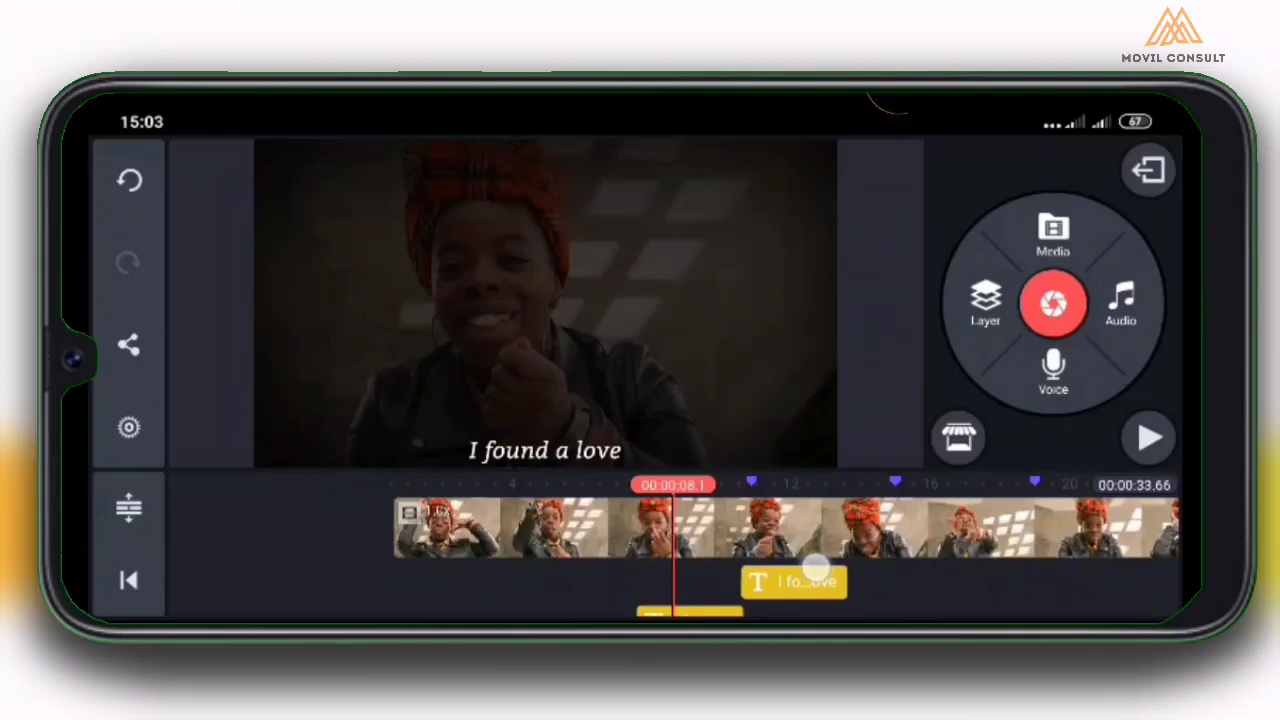 MOVIL CONSULT
15:03
67
Media
Layer
Audio
Voice
I found a love
4
00:00:08.1
12
16
20
00:00:33.66
T I fo...ove